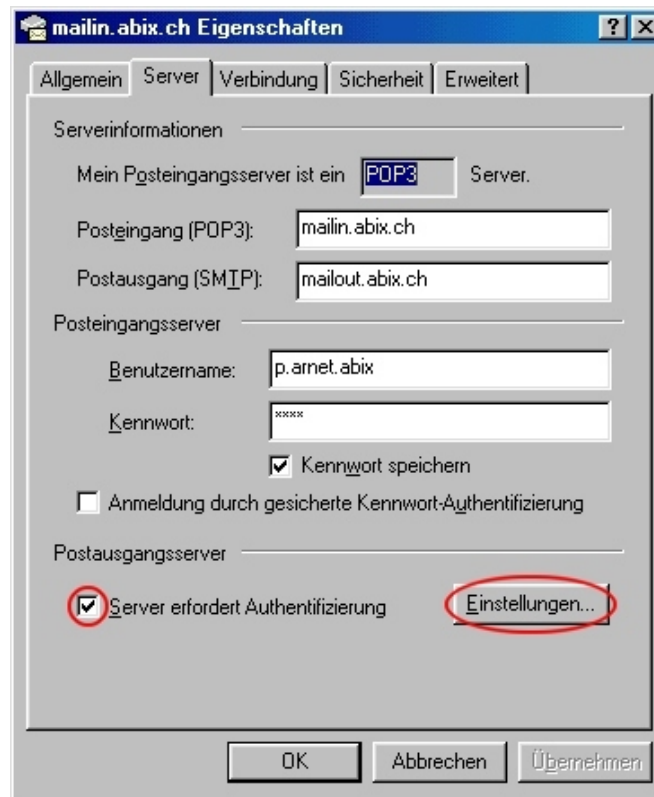 mailin.abix.ch Eigenschaften
Allgemein Server Verbindung Sicherheit Erweitert
Serverinformationen
Mein Posteingangsserver ist ein POP3 Server.
Posteingang (POP3): mailin.abix.ch
Postausgang (SMTP): mailout.abix.ch
Posteingangsserver
Benutzername: p.arnet.abix
Kennwort: ****
Kennwort speichern
Anmeldung durch gesicherte Kennwort-Authentifizierung
Postausgangsserver
Server erfordert Authentifizierung Einstellungen...
OK Abbrechen Übernehmen